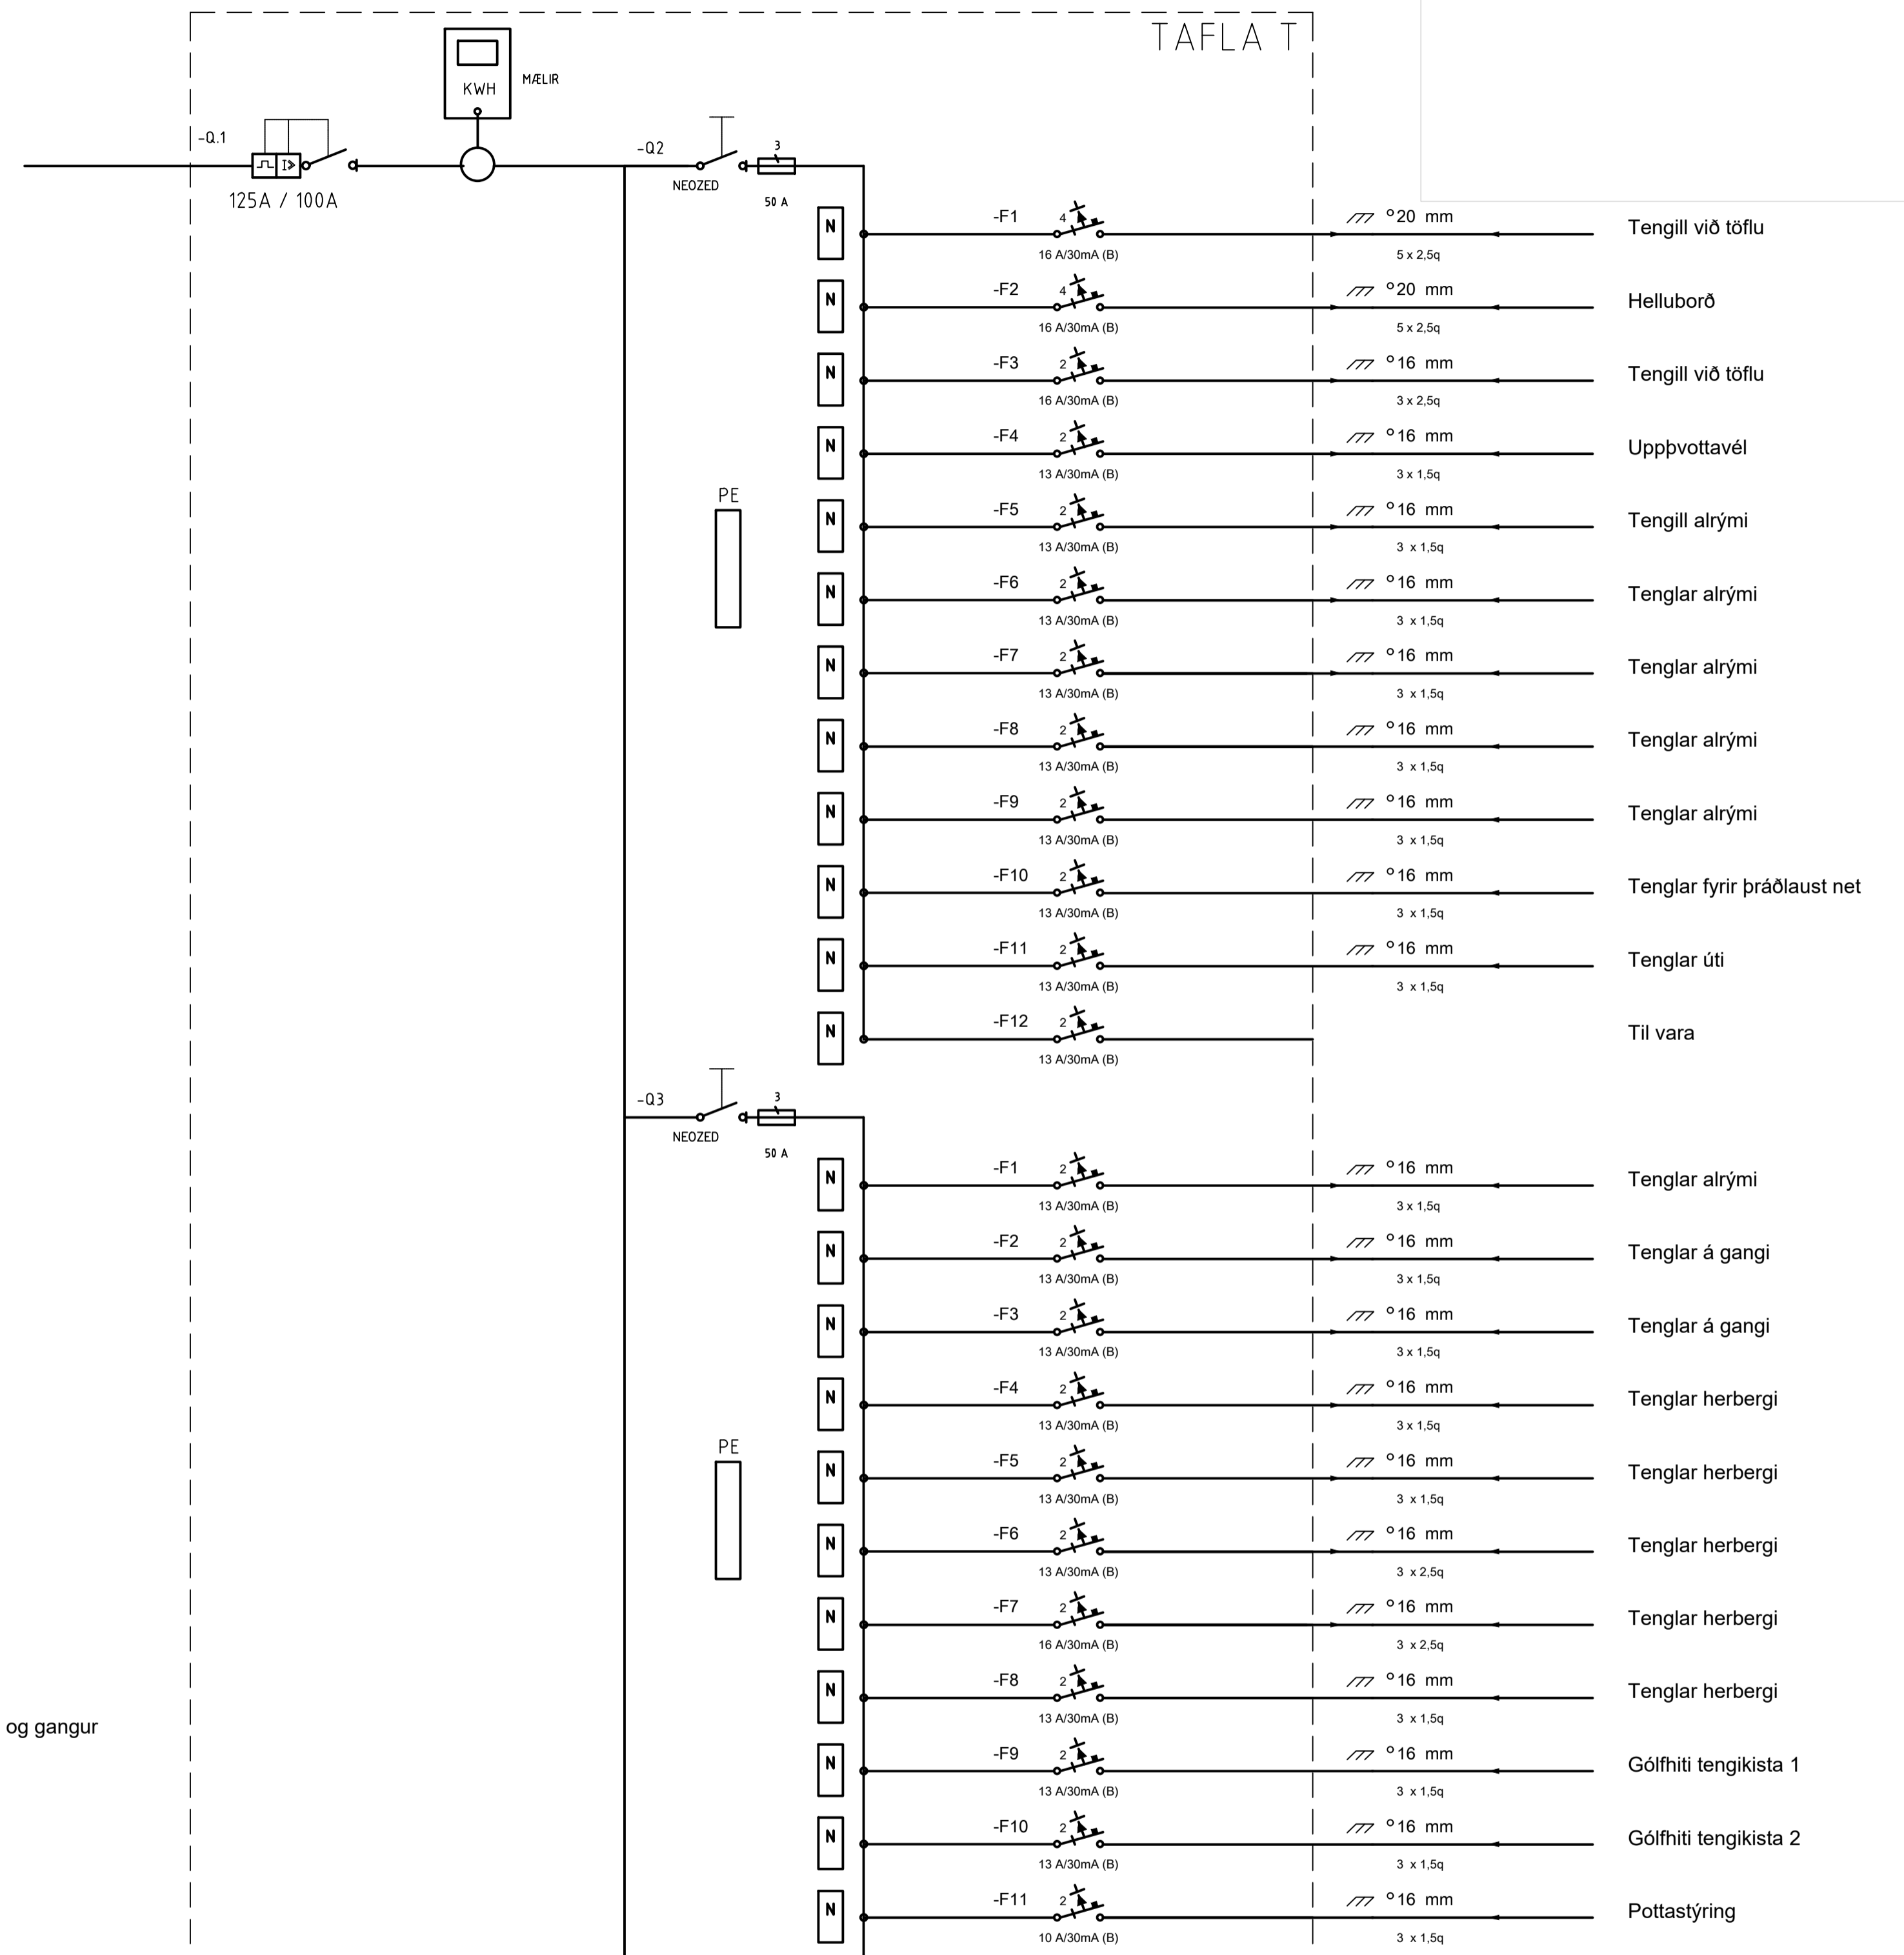 TAFLA T
KWH
MÆLIR
-Q.1
I>
125A / 100A
-Q2
3
NEOZED
50 A
N
-F1
4
16 A/30mA (B)
20 mm
5 x 2,5q
Tengill við töflu
N
-F2
4
16 A/30mA (B)
20 mm
5 x 2,5q
Helluborð
N
-F3
2
16 A/30mA (B)
16 mm
3 x 2,5q
Tengill við töflu
N
-F4
2
13 A/30mA (B)
16 mm
3 x 1,5q
Uppþvottavél
PE
N
-F5
2
13 A/30mA (B)
16 mm
3 x 1,5q
Tengill alrými
N
-F6
2
13 A/30mA (B)
16 mm
3 x 1,5q
Tenglar alrými
N
-F7
2
13 A/30mA (B)
16 mm
3 x 1,5q
Tenglar alrými
N
-F8
2
13 A/30mA (B)
16 mm
3 x 1,5q
Tenglar alrými
N
-F9
2
13 A/30mA (B)
16 mm
3 x 1,5q
Tenglar alrými
N
-F10
2
13 A/30mA (B)
16 mm
3 x 1,5q
Tenglar fyrir þráðlaust net
N
-F11
2
13 A/30mA (B)
16 mm
3 x 1,5q
Tenglar úti
N
-F12
2
13 A/30mA (B)
Til vara
-Q3
3
NEOZED
50 A
N
-F1
2
13 A/30mA (B)
16 mm
3 x 1,5q
Tenglar alrými
N
-F2
2
13 A/30mA (B)
16 mm
3 x 1,5q
Tenglar á gangi
N
-F3
2
13 A/30mA (B)
16 mm
3 x 1,5q
Tenglar á gangi
N
-F4
2
13 A/30mA (B)
16 mm
3 x 1,5q
Tenglar herbergi
PE
N
-F5
2
13 A/30mA (B)
16 mm
3 x 1,5q
Tenglar herbergi
N
-F6
2
13 A/30mA (B)
16 mm
3 x 2,5q
Tenglar herbergi
N
-F7
2
16 A/30mA (B)
16 mm
3 x 2,5q
Tenglar herbergi
N
-F8
2
13 A/30mA (B)
16 mm
3 x 1,5q
Tenglar herbergi
og gangur
N
-F9
2
13 A/30mA (B)
16 mm
3 x 1,5q
Gólfhiti tengikista 1
N
-F10
2
13 A/30mA (B)
16 mm
3 x 1,5q
Gólfhiti tengikista 2
N
-F11
2
10 A/30mA (B)
16 mm
3 x 1,5q
Pottastýring